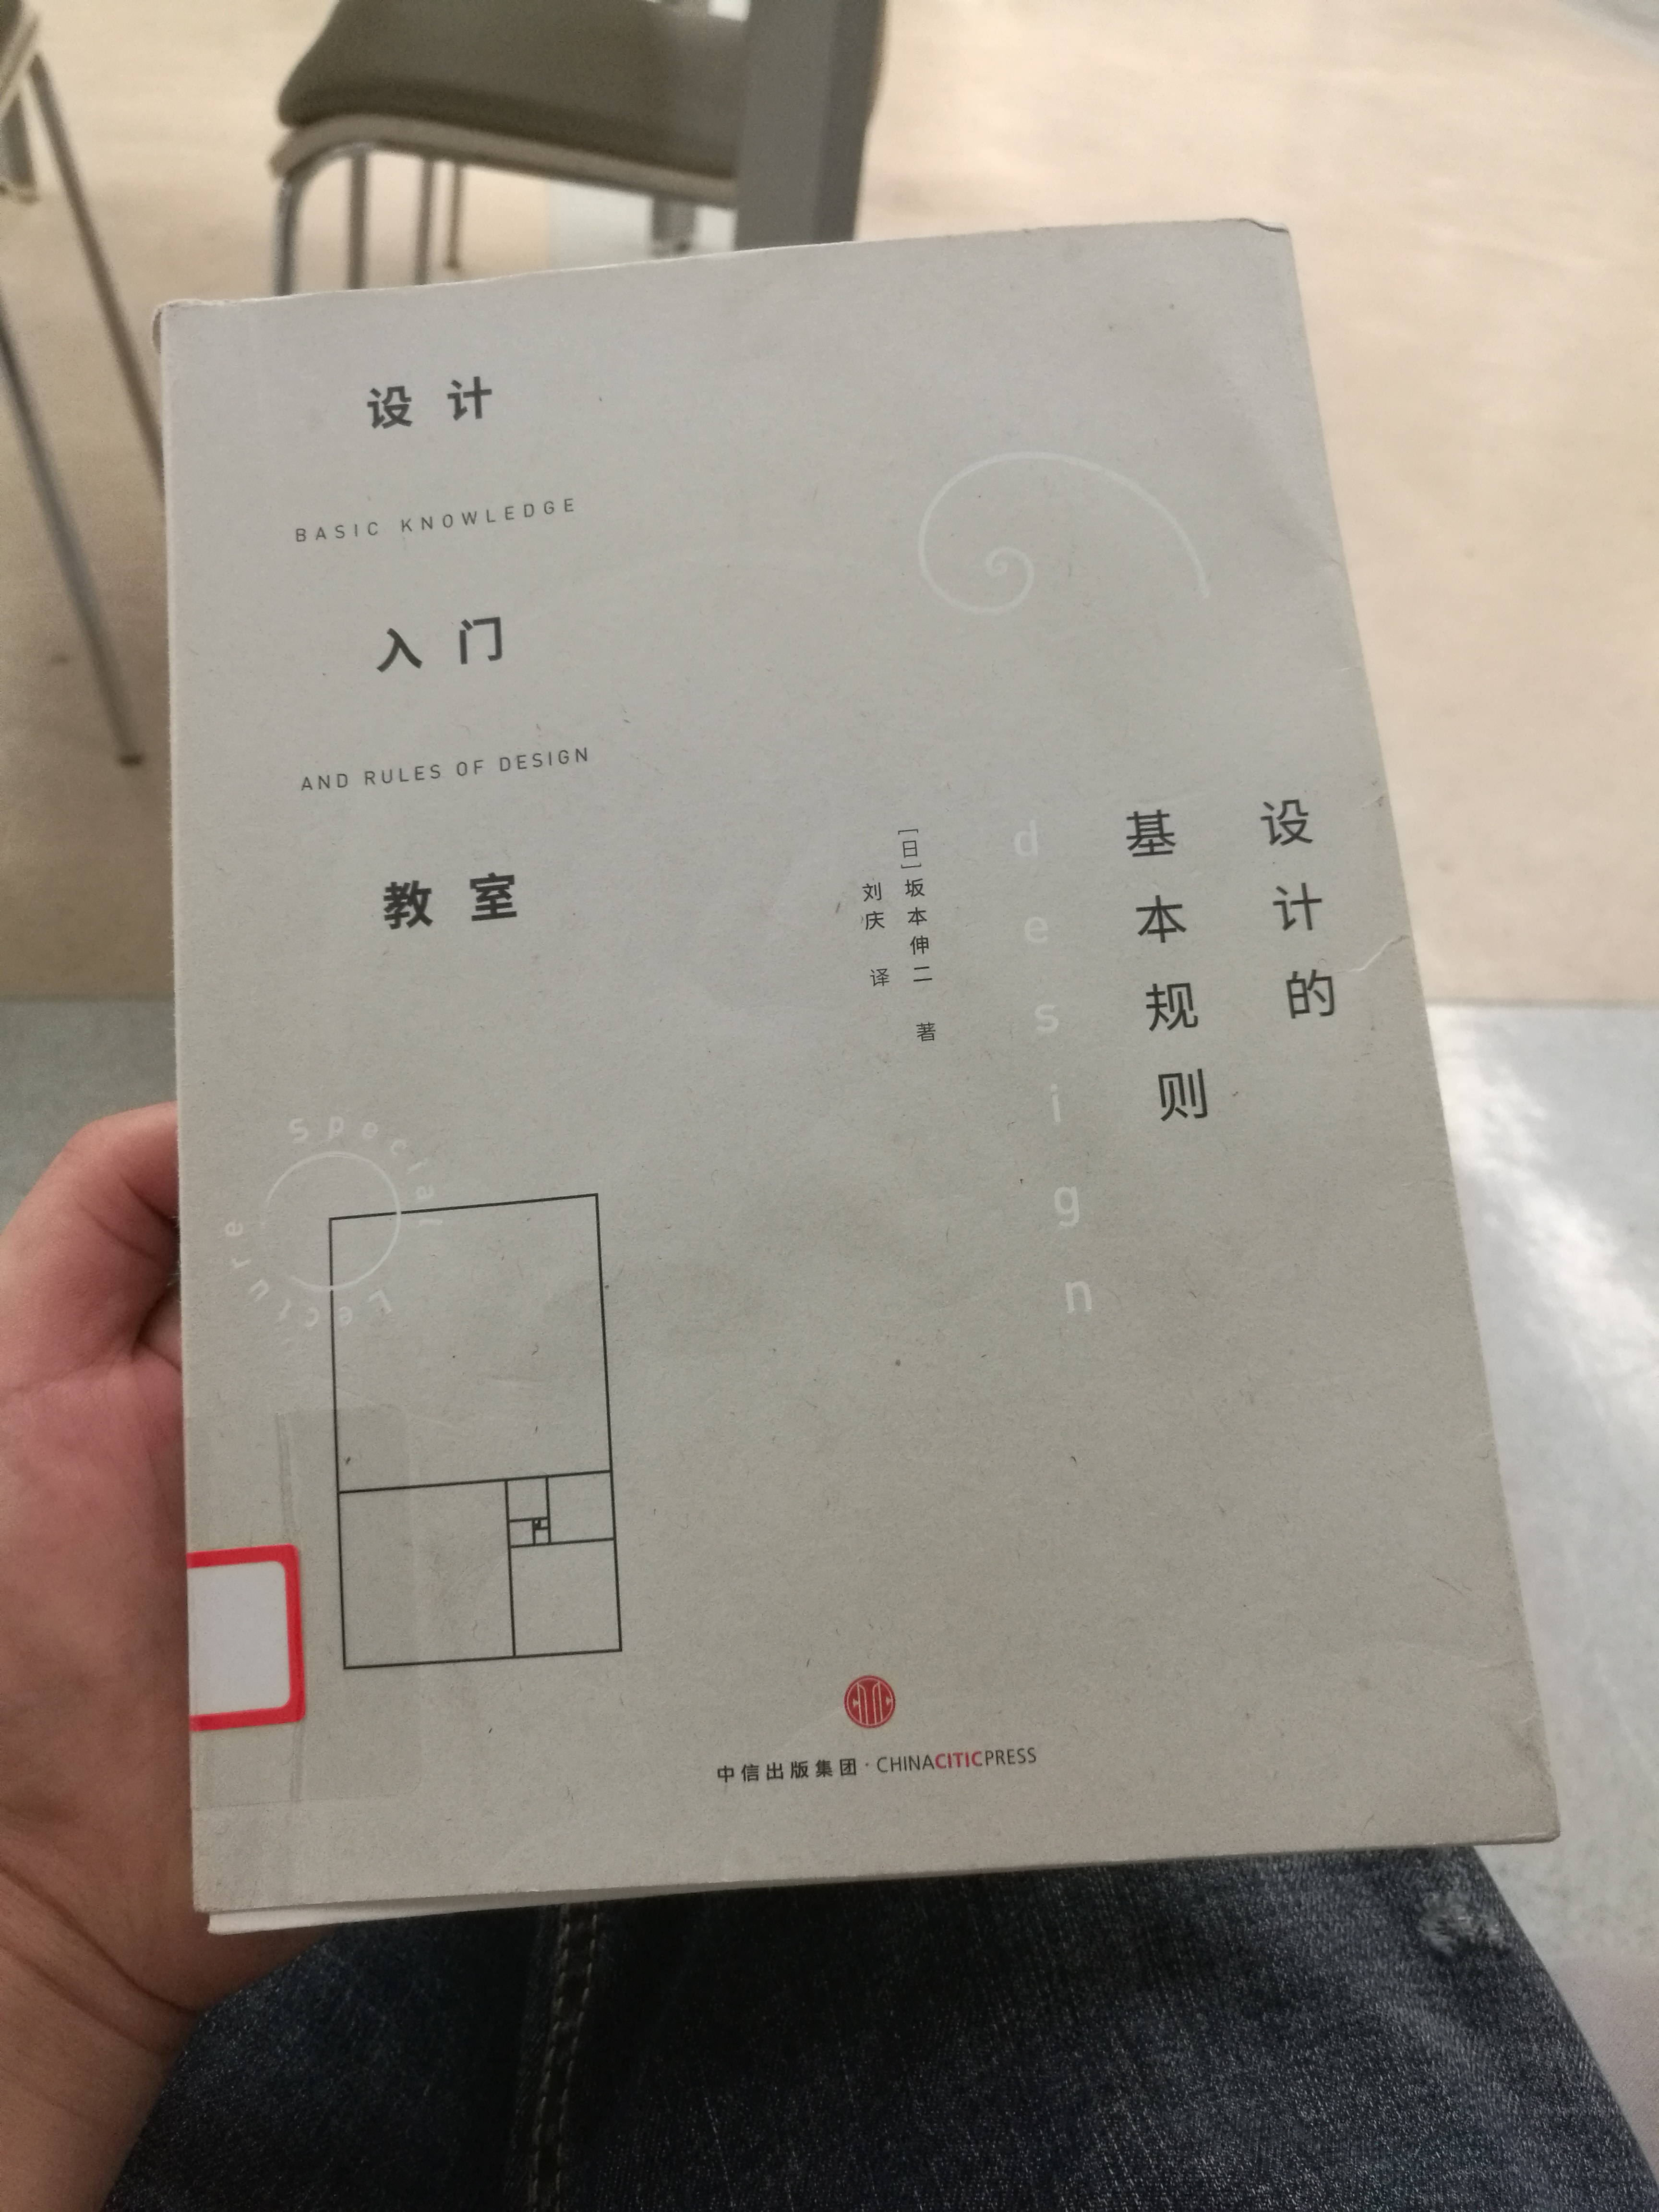 设计
BASIC KNOWLEDGE
入门
AND RULES OF DESIGN
教室
设计的
基本规则
design
[日]坂本伸二 著
刘庆 译
Special Lecture
中信出版集团·CHINACITICPRESS